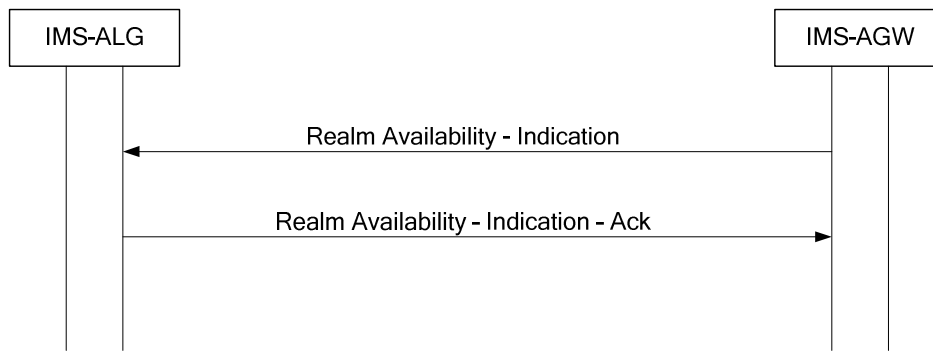 IMS-ALG
IMS-AGW
Realm Availability - Indication
Realm Availability - Indication - Ack